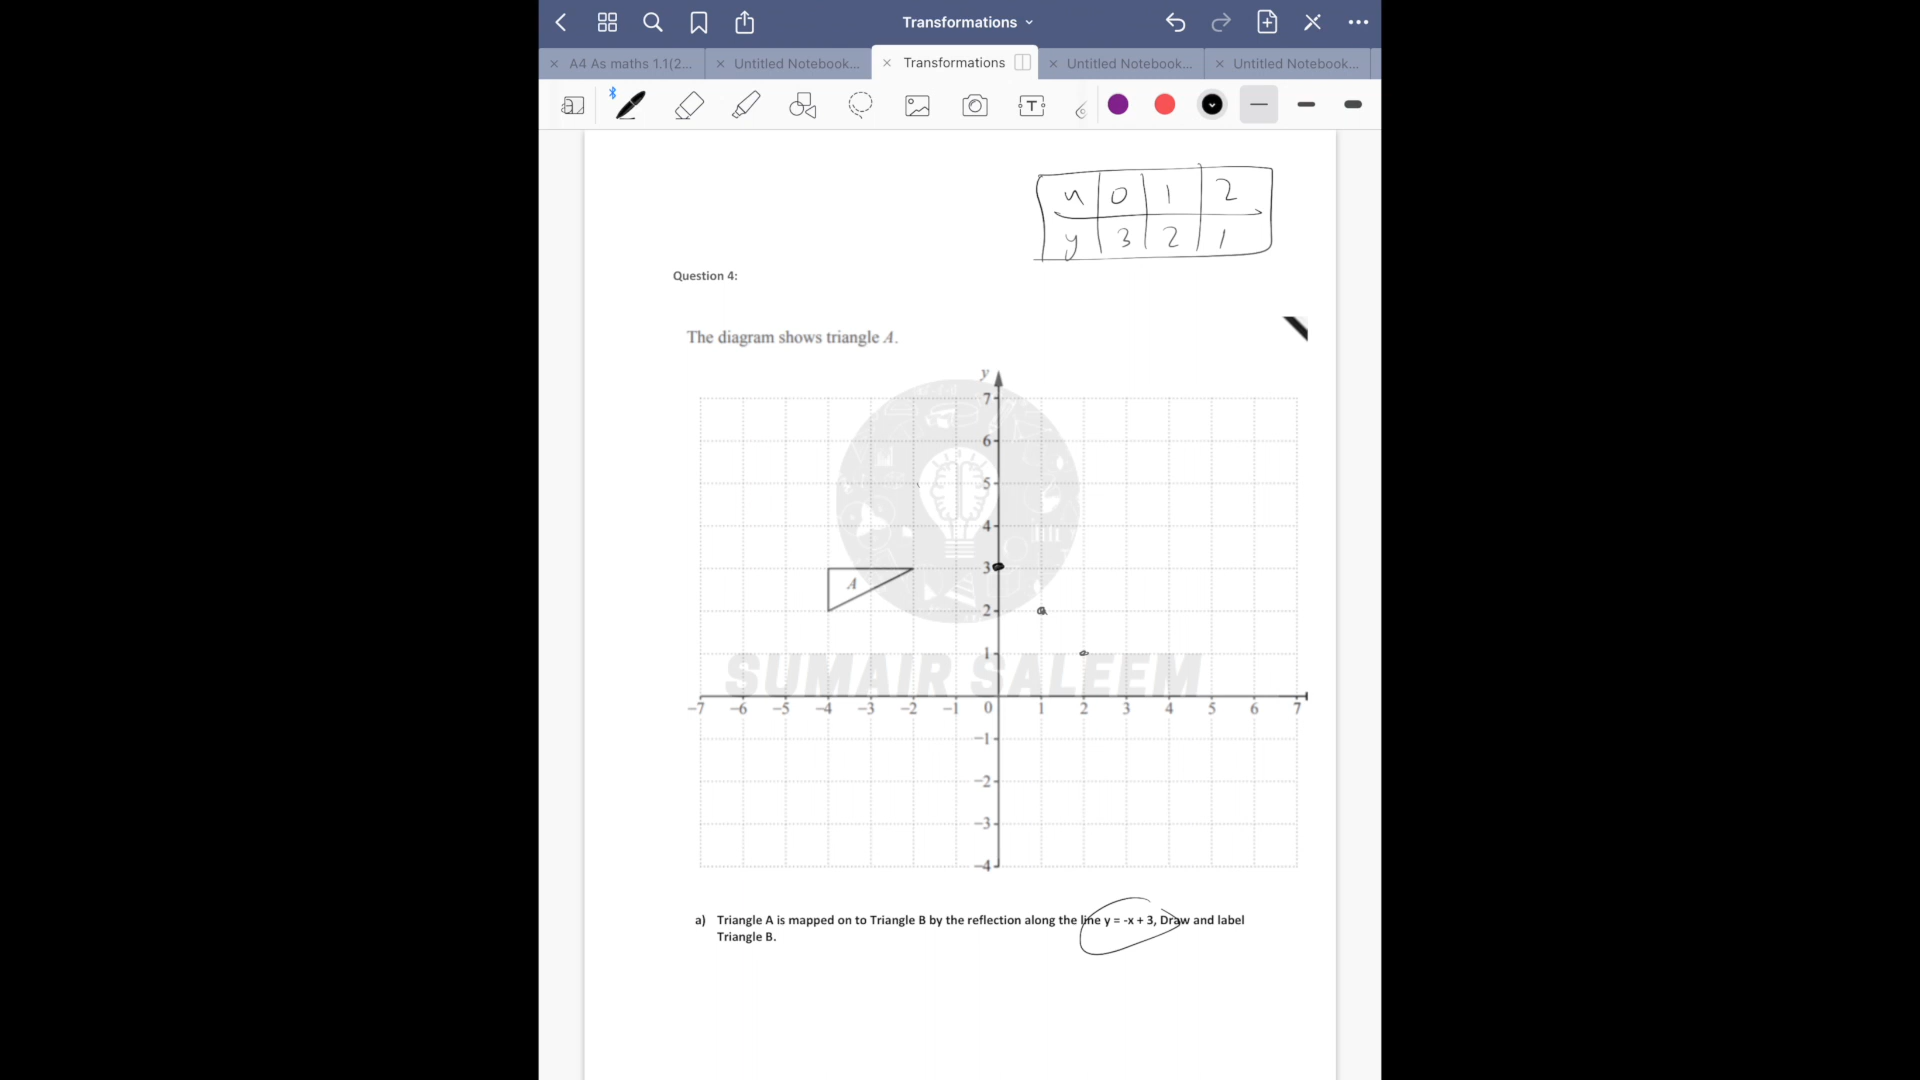 Transformations
A4 As maths 1.1(2...
Untitled Notebook...
Transformations
Untitled Notebook...
Untitled Notebook...
T
x 0 1 2
y 3 2 1
Question 4:
The diagram shows triangle A.
y
7
6
5
4
3
A
2
1
SUMAIR SALEEM
-7 -6 -5 -4 -3 -2 -1 0 1 2 3 4 5 6 7
-1
-2
-3
-4
a) Triangle A is mapped on to Triangle B by the reflection along the line y = -x + 3, Draw and label
Triangle B.